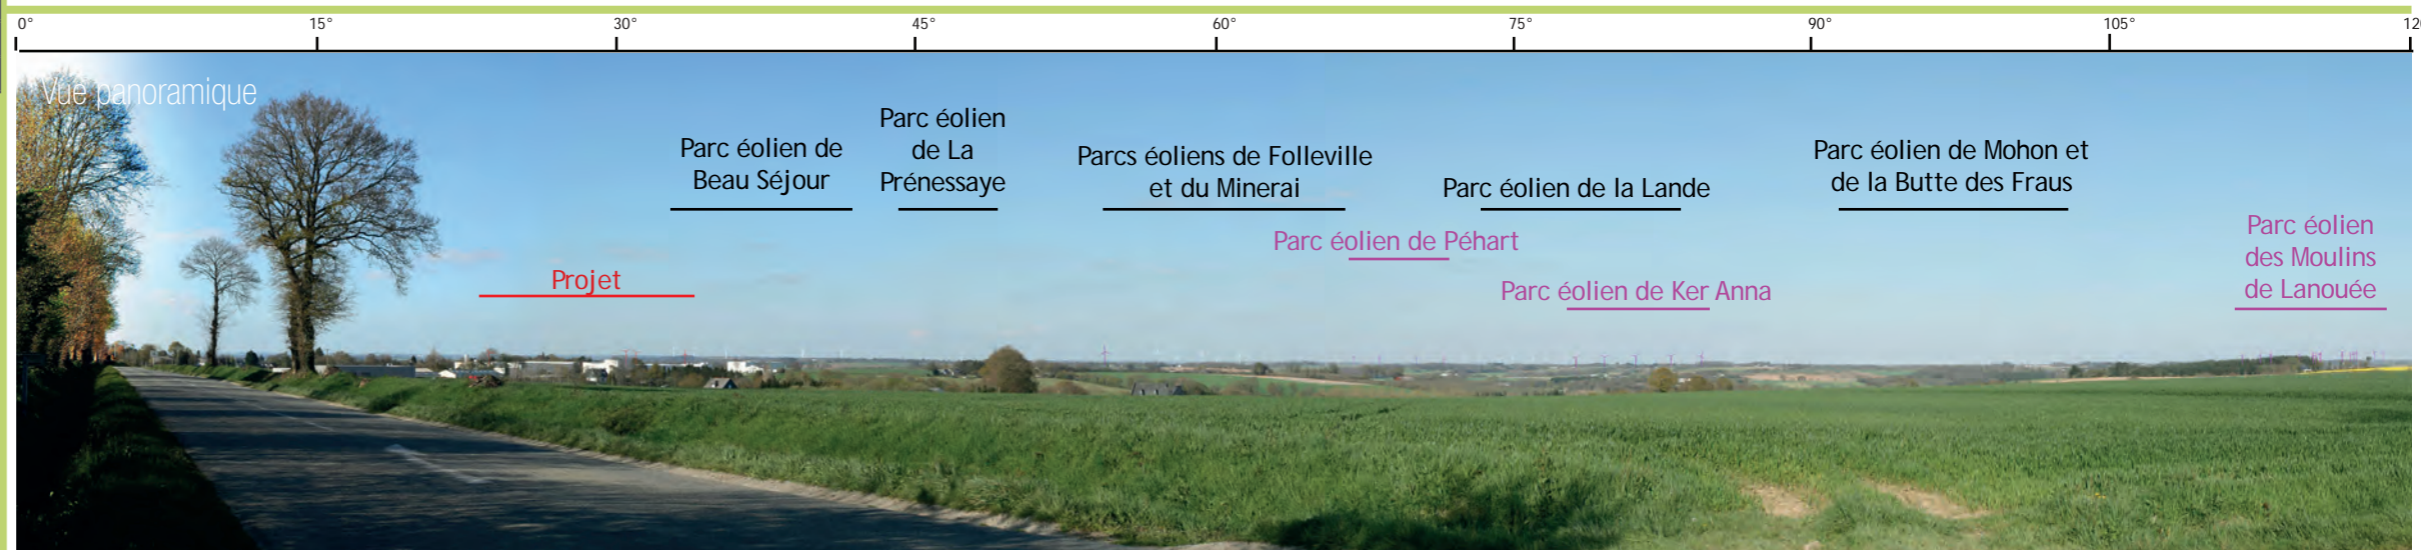 0° 15° 30° 45° 60° 75° 90° 105° 12
Vue panoramique
Projet
Parc éolien de
Beau Séjour
Parc éolien
de La
Prénessaye
Parcs éoliens de Folleville
et du Minerai
Parc éolien de Péhart
Parc éolien de la Lande
Parc éolien de Ker Anna
Parc éolien de Mohon et
de la Butte des Fraus
Parc éolien
des Moulins
de Lanouée